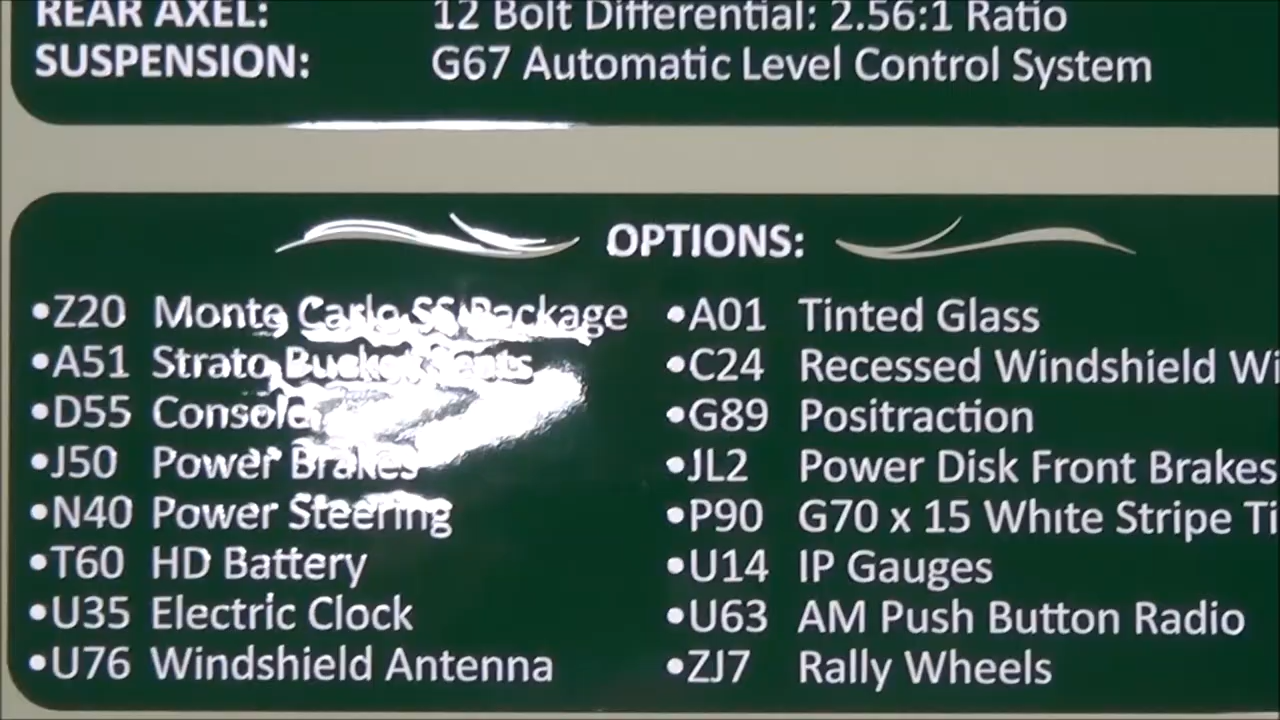 REAR AXEL: 12 Bolt Differential: 2.56:1 Ratio
SUSPENSION: G67 Automatic Level Control System
OPTIONS:
•Z20 Monte Carlo SS Package
•A51 Strato Bucket Seats
•D55 Console
•J50 Power Brakes
•N40 Power Steering
•T60 HD Battery
•U35 Electric Clock
•U76 Windshield Antenna
•A01 Tinted Glass
•C24 Recessed Windshield Wi
•G89 Positraction
•JL2 Power Disk Front Brakes
•P90 G70 x 15 White Stripe Ti
•U14 IP Gauges
•U63 AM Push Button Radio
•ZJ7 Rally Wheels